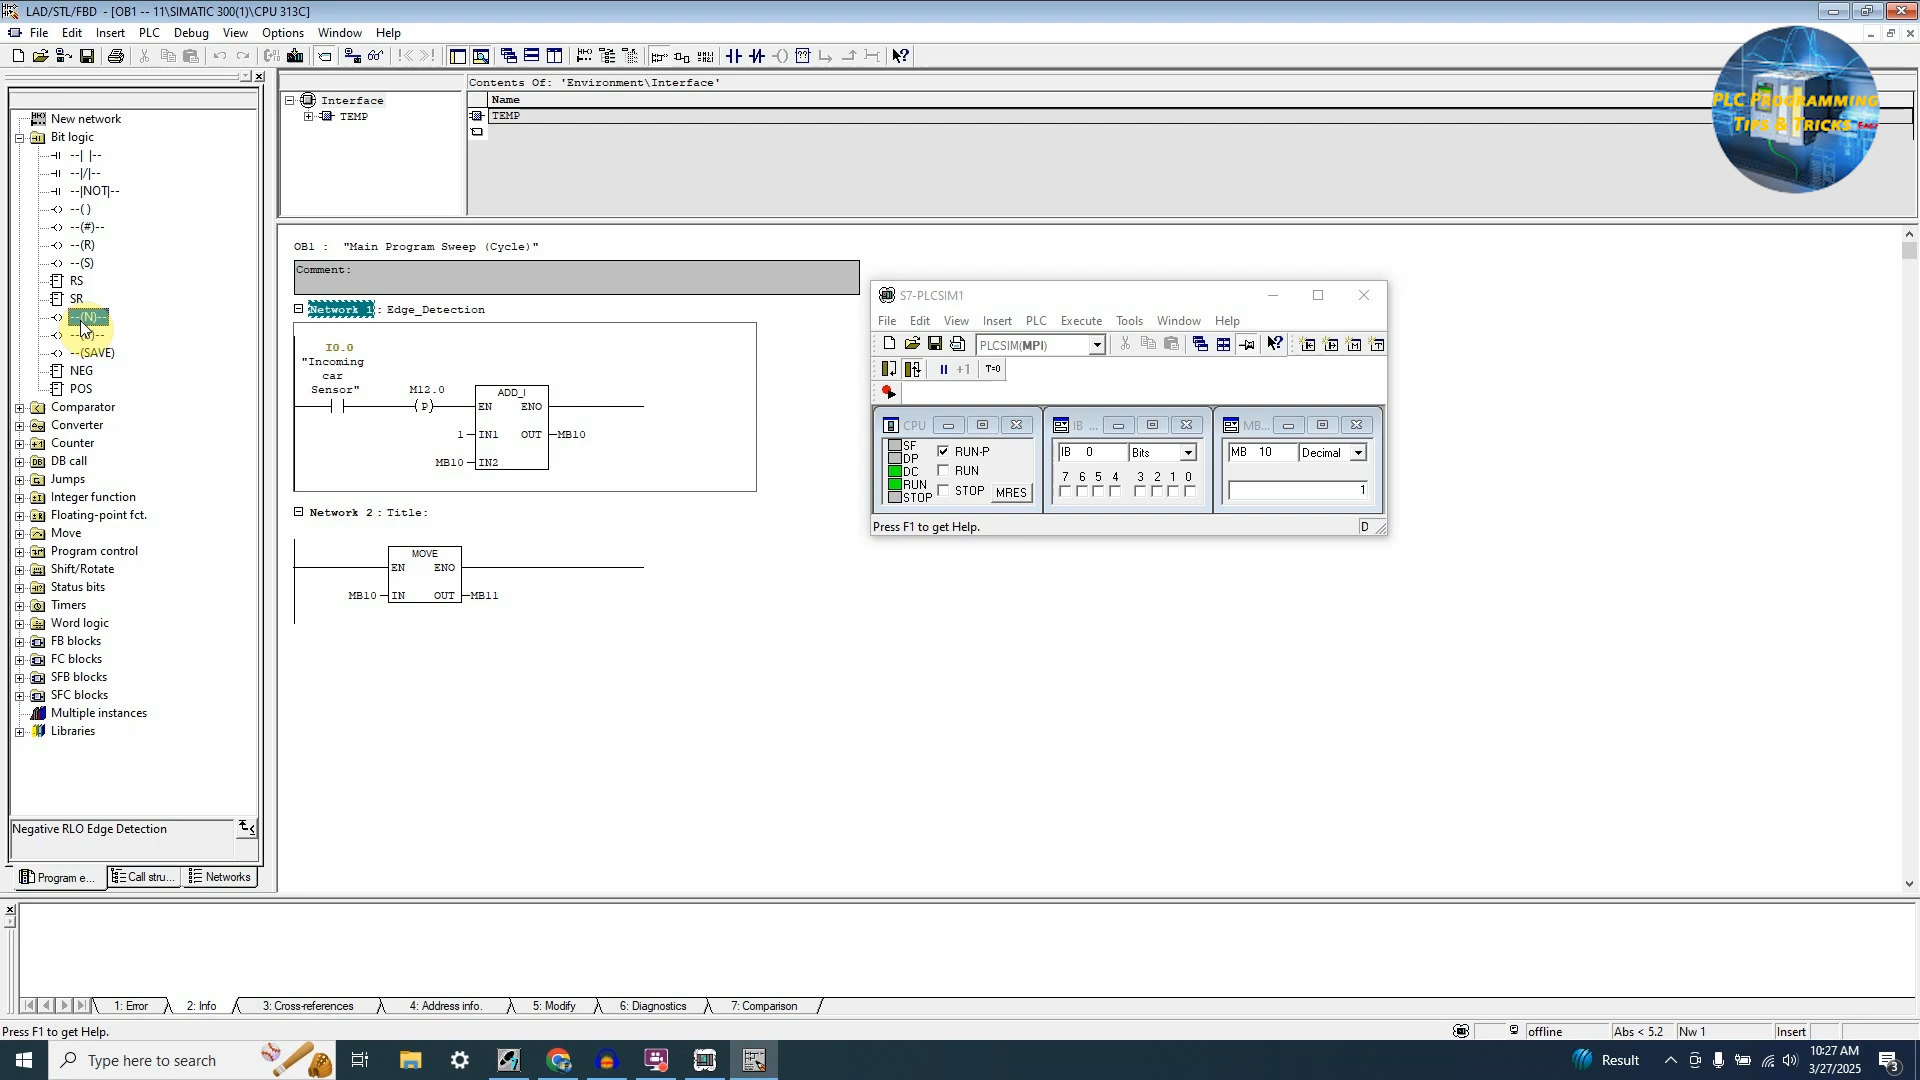 LAD/STL/FBD - [OB1 -- 11\SIMATIC 300(1)\CPU 313C]
File Edit Insert PLC Debug View Options Window Help
Contents Of: 'Environment\Interface'
Interface
Name
TEMP
TEMP
PLC PROGRAMMING
TIPS & TRICKS
New network
Bit logic
--| |--
--|/|--
--|NOT|--
--( )
--(#)--
--(R)
--(S)
RS
SR
--(N)--
--(SAVE)
NEG
POS
Comparator
Converter
Counter
DB call
Jumps
Integer function
Floating-point fct.
Move
Program control
Shift/Rotate
Status bits
Timers
Word logic
FB blocks
FC blocks
SFB blocks
SFC blocks
Multiple instances
Libraries
Negative RLO Edge Detection
Program e... Call stru... Networks
OB1 : "Main Program Sweep (Cycle)"
Comment:
Network 1 : Edge_Detection
I0.0
"Incoming
car
Sensor"
M12.0
(P)
ADD_I
EN ENO
1 IN1 OUT MB10
MB10 IN2
Network 2 : Title:
MOVE
EN ENO
MB10 IN OUT MB11
S7-PLCSIM1
File Edit View Insert PLC Execute Tools Window Help
PLCSIM(MPI)
+1 T=0
CPU
SF
DP
DC
RUN
STOP
RUN-P
RUN
STOP MRES
IB ...
IB 0 Bits
7 6 5 4 3 2 1 0
MB...
MB 10 Decimal
1
Press F1 to get Help. D
1: Error 2: Info 3: Cross-references 4: Address info. 5: Modify 6: Diagnostics 7: Comparison
Press F1 to get Help. offline Abs < 5.2 Nw 1 Insert
Type here to search
Result
10:27 AM
3/27/2025
3